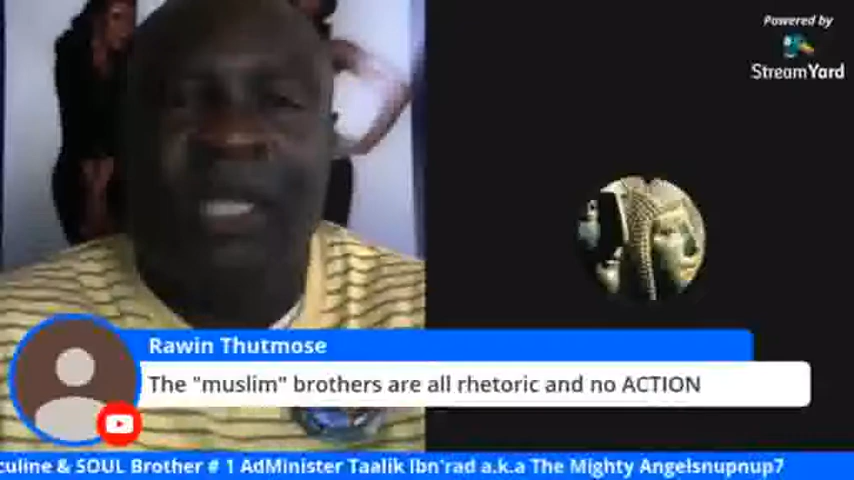 Powered by
StreamYard
Rawin Thutmose
The "muslim" brothers are all rhetoric and no ACTION
culine & SOUL Brother # 1 AdMinister Taalik Ibn'rad a.k.a The Mighty Angelsnupnup7